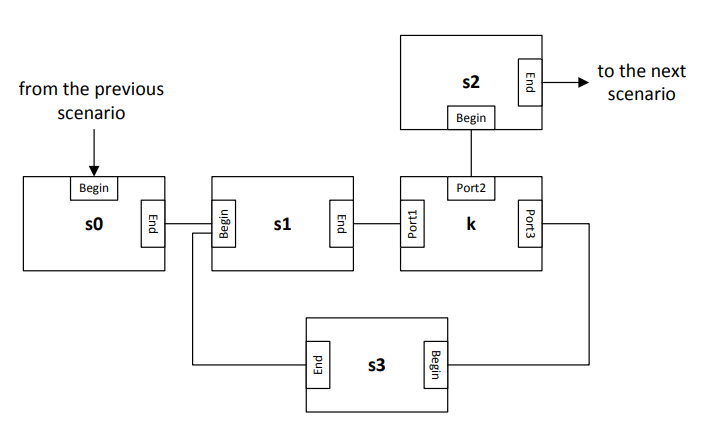 s2
End
Begin
to the next
scenario
from the previous
scenario
Begin
s0
End
Begin
s1
End
Port1
Port2
k
Port3
End
s3
Begin